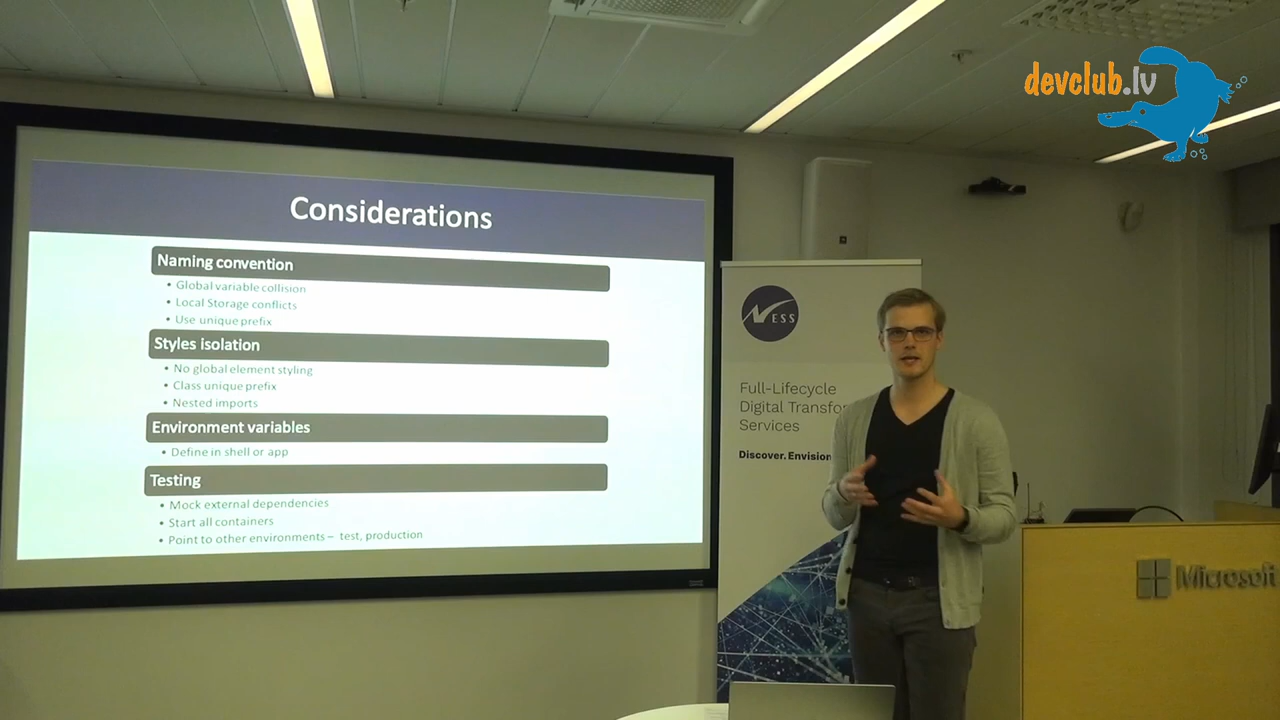 devclub.lv
Considerations
Naming convention
• Global variable collision
• Local Storage conflicts
• Use unique prefix
Styles isolation
• No global element styling
• Class unique prefix
• Nested imports
Environment variables
• Define in shell or app
Testing
• Mock external dependencies
• Start all containers
• Point to other environments – test, production
NESS
Full-Lifecycle
Digital Transfo
Services
Discover. Envision
Microsoft